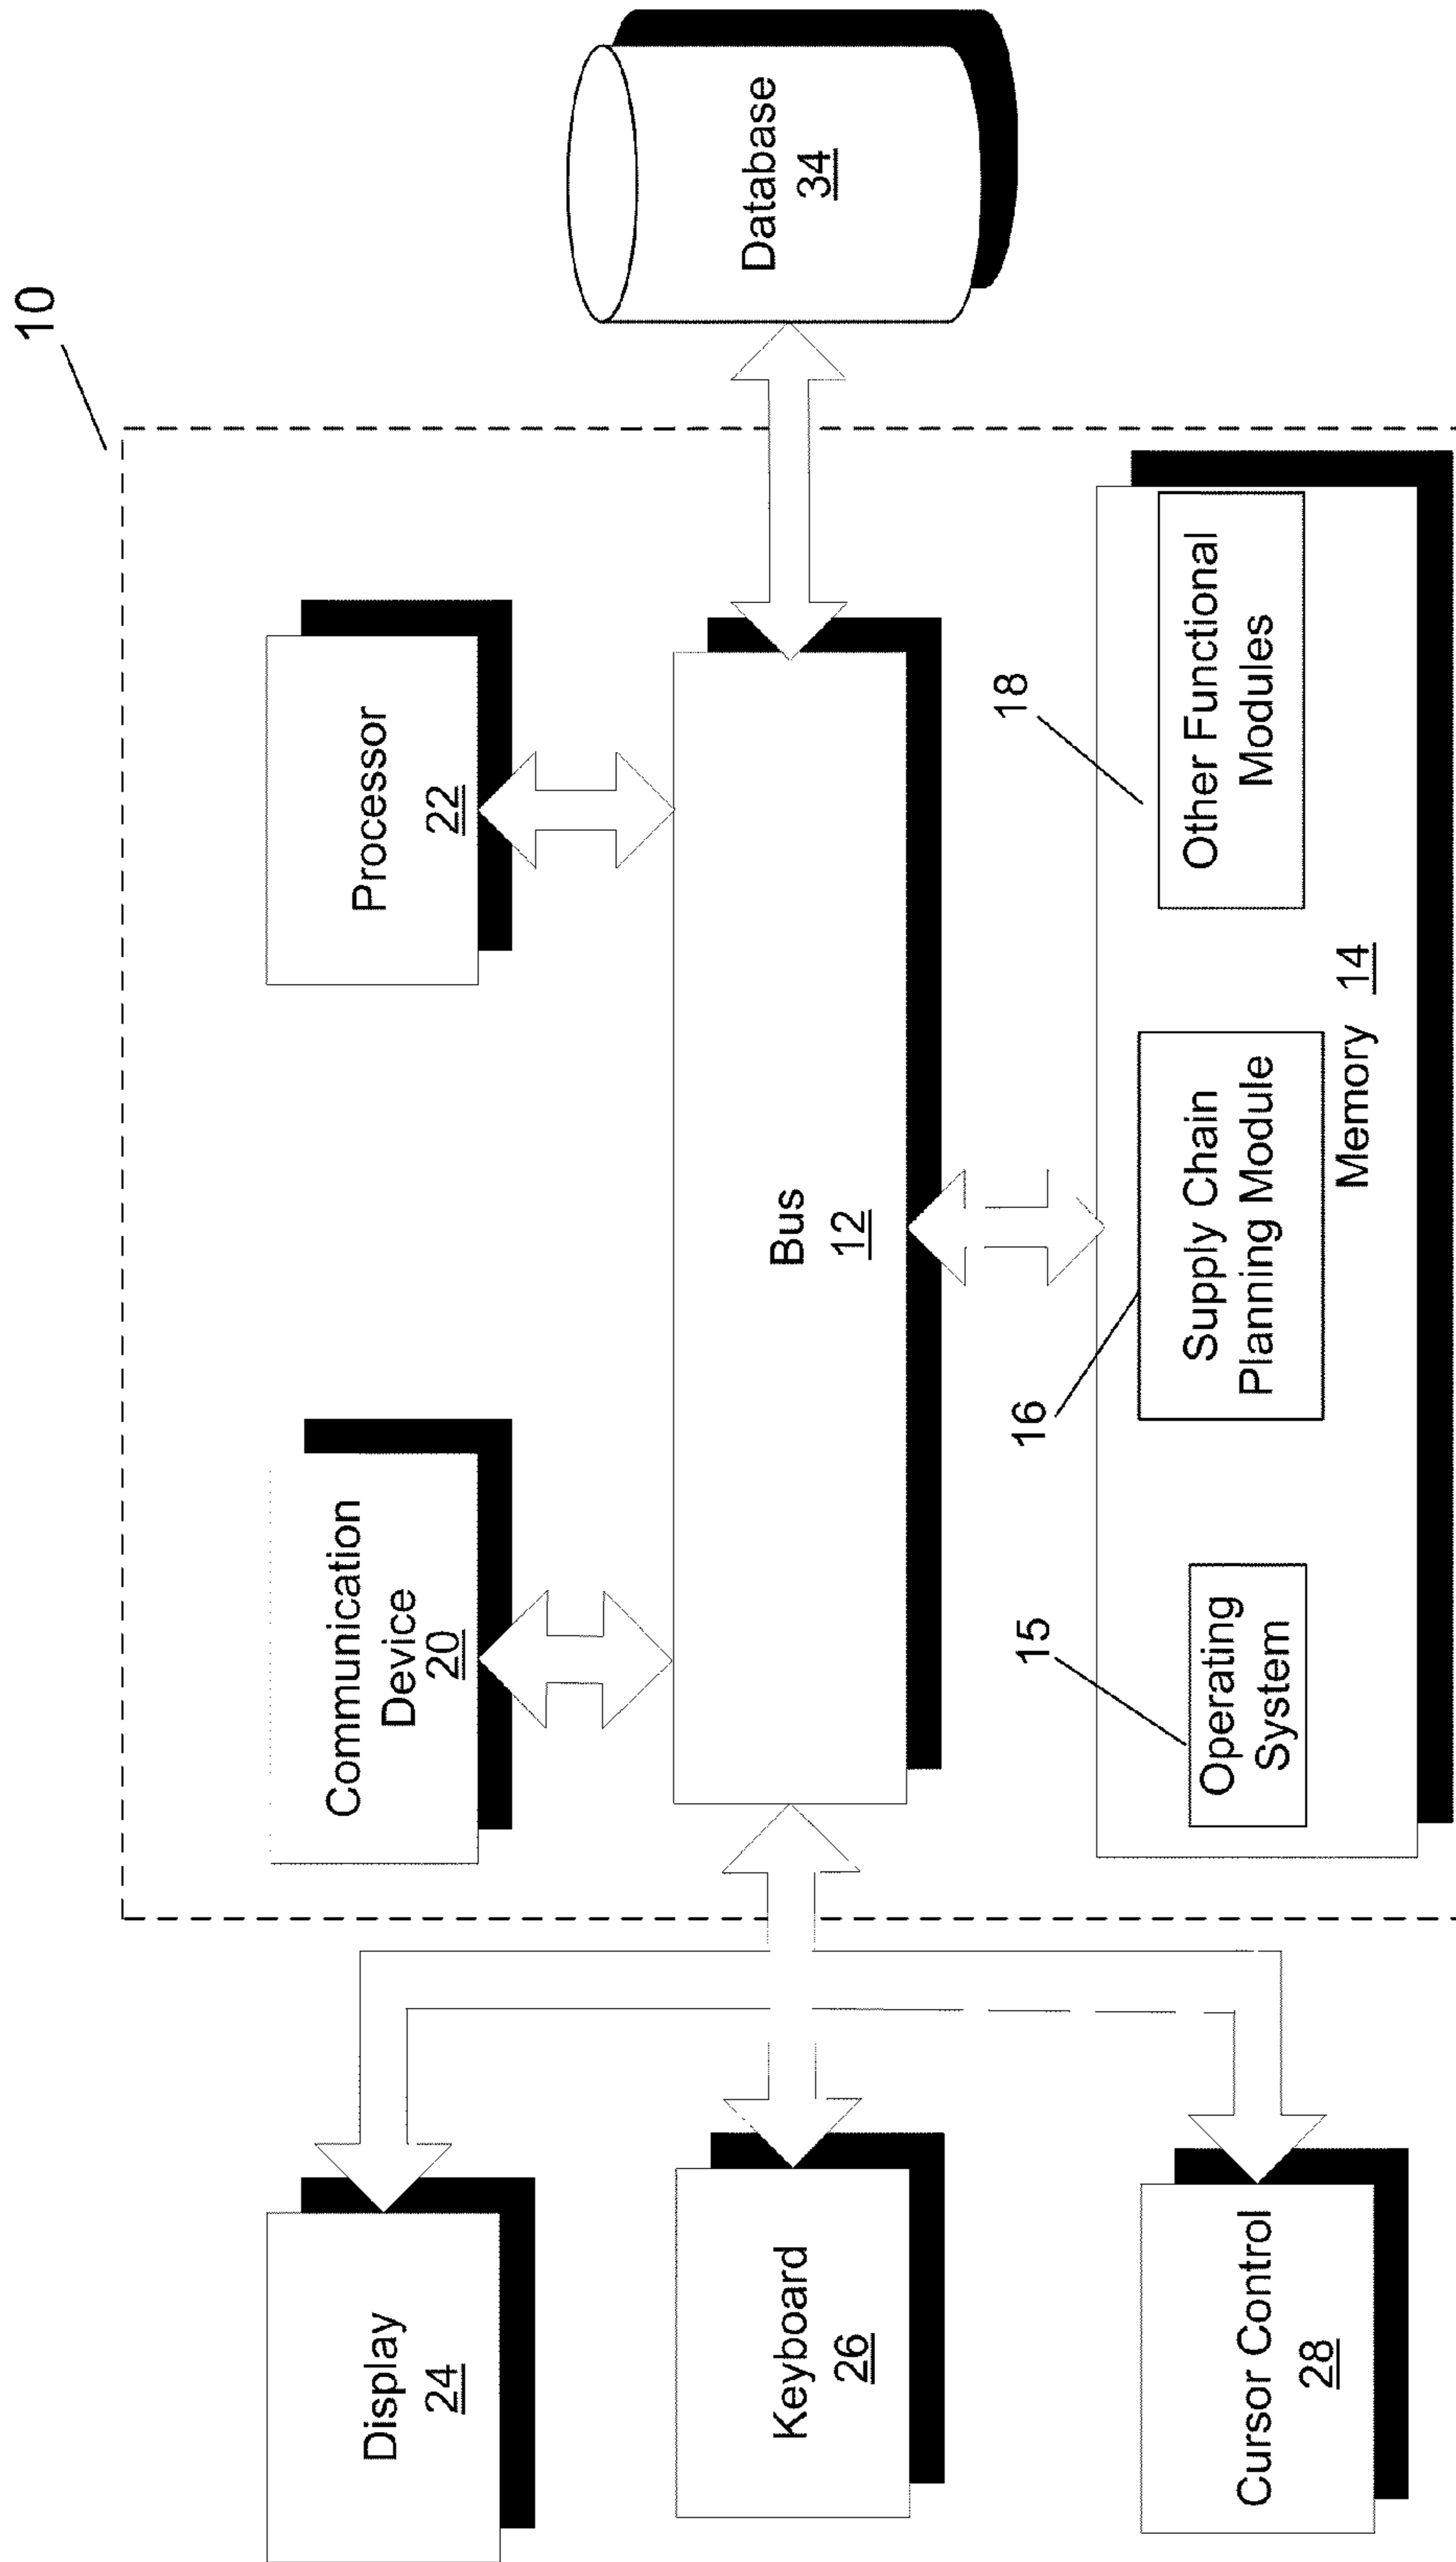 10
Communication
Device
20
Processor
22
Display
24
Keyboard
26
Bus
12
Database
34
15
16
18
Cursor Control
28
Operating
System
Supply Chain
Planning Module
Other Functional
Modules
Memory 14